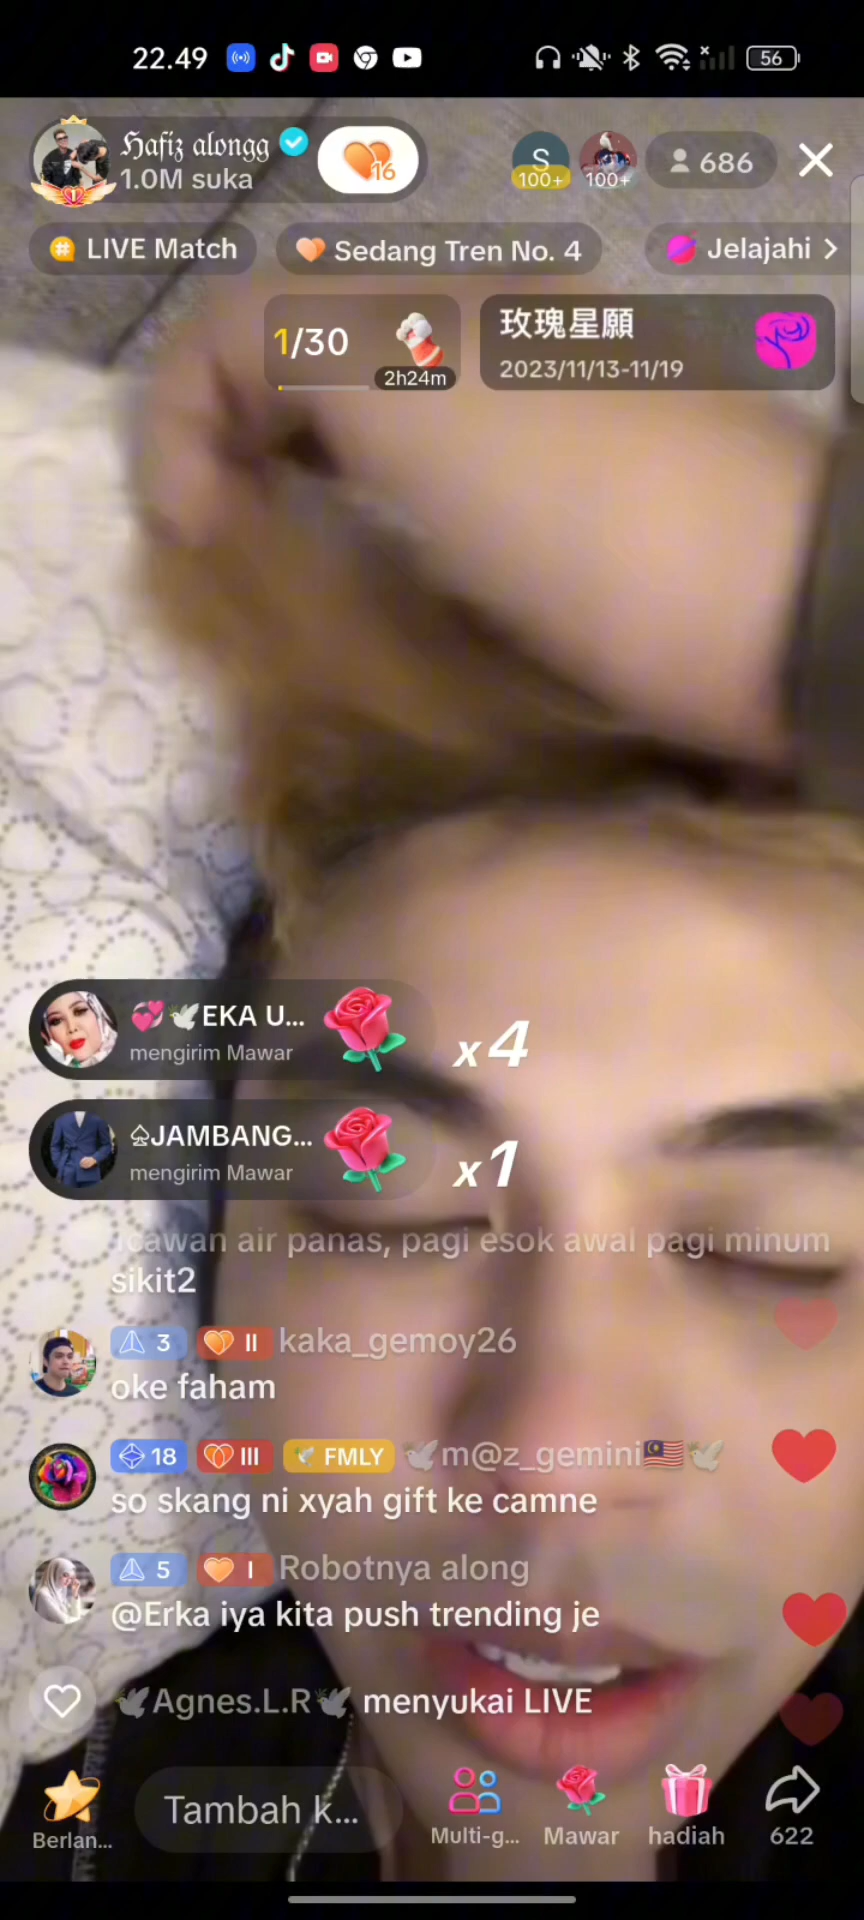 22.49
56
Hafiz alongg
16
1.0M suka
S
100+
100+
686
LIVE Match
Sedang Tren No. 4
Jelajahi
1/30
2h24m
玫瑰星願
2023/11/13-11/19
EKA U...
mengirim Mawar
x4
♤JAMBANG...
mengirim Mawar
x1
cawan air panas, pagi esok awal pagi minum
sikit2
3 II kaka_gemoy26
oke faham
18 III FMLY m@z_gemini
so skang ni xyah gift ke camne
5 I Robotnya along
@Erka iya kita push trending je
Agnes.L.R menyukai LIVE
Berlan...
Tambah k...
Multi-g...
Mawar
hadiah
622